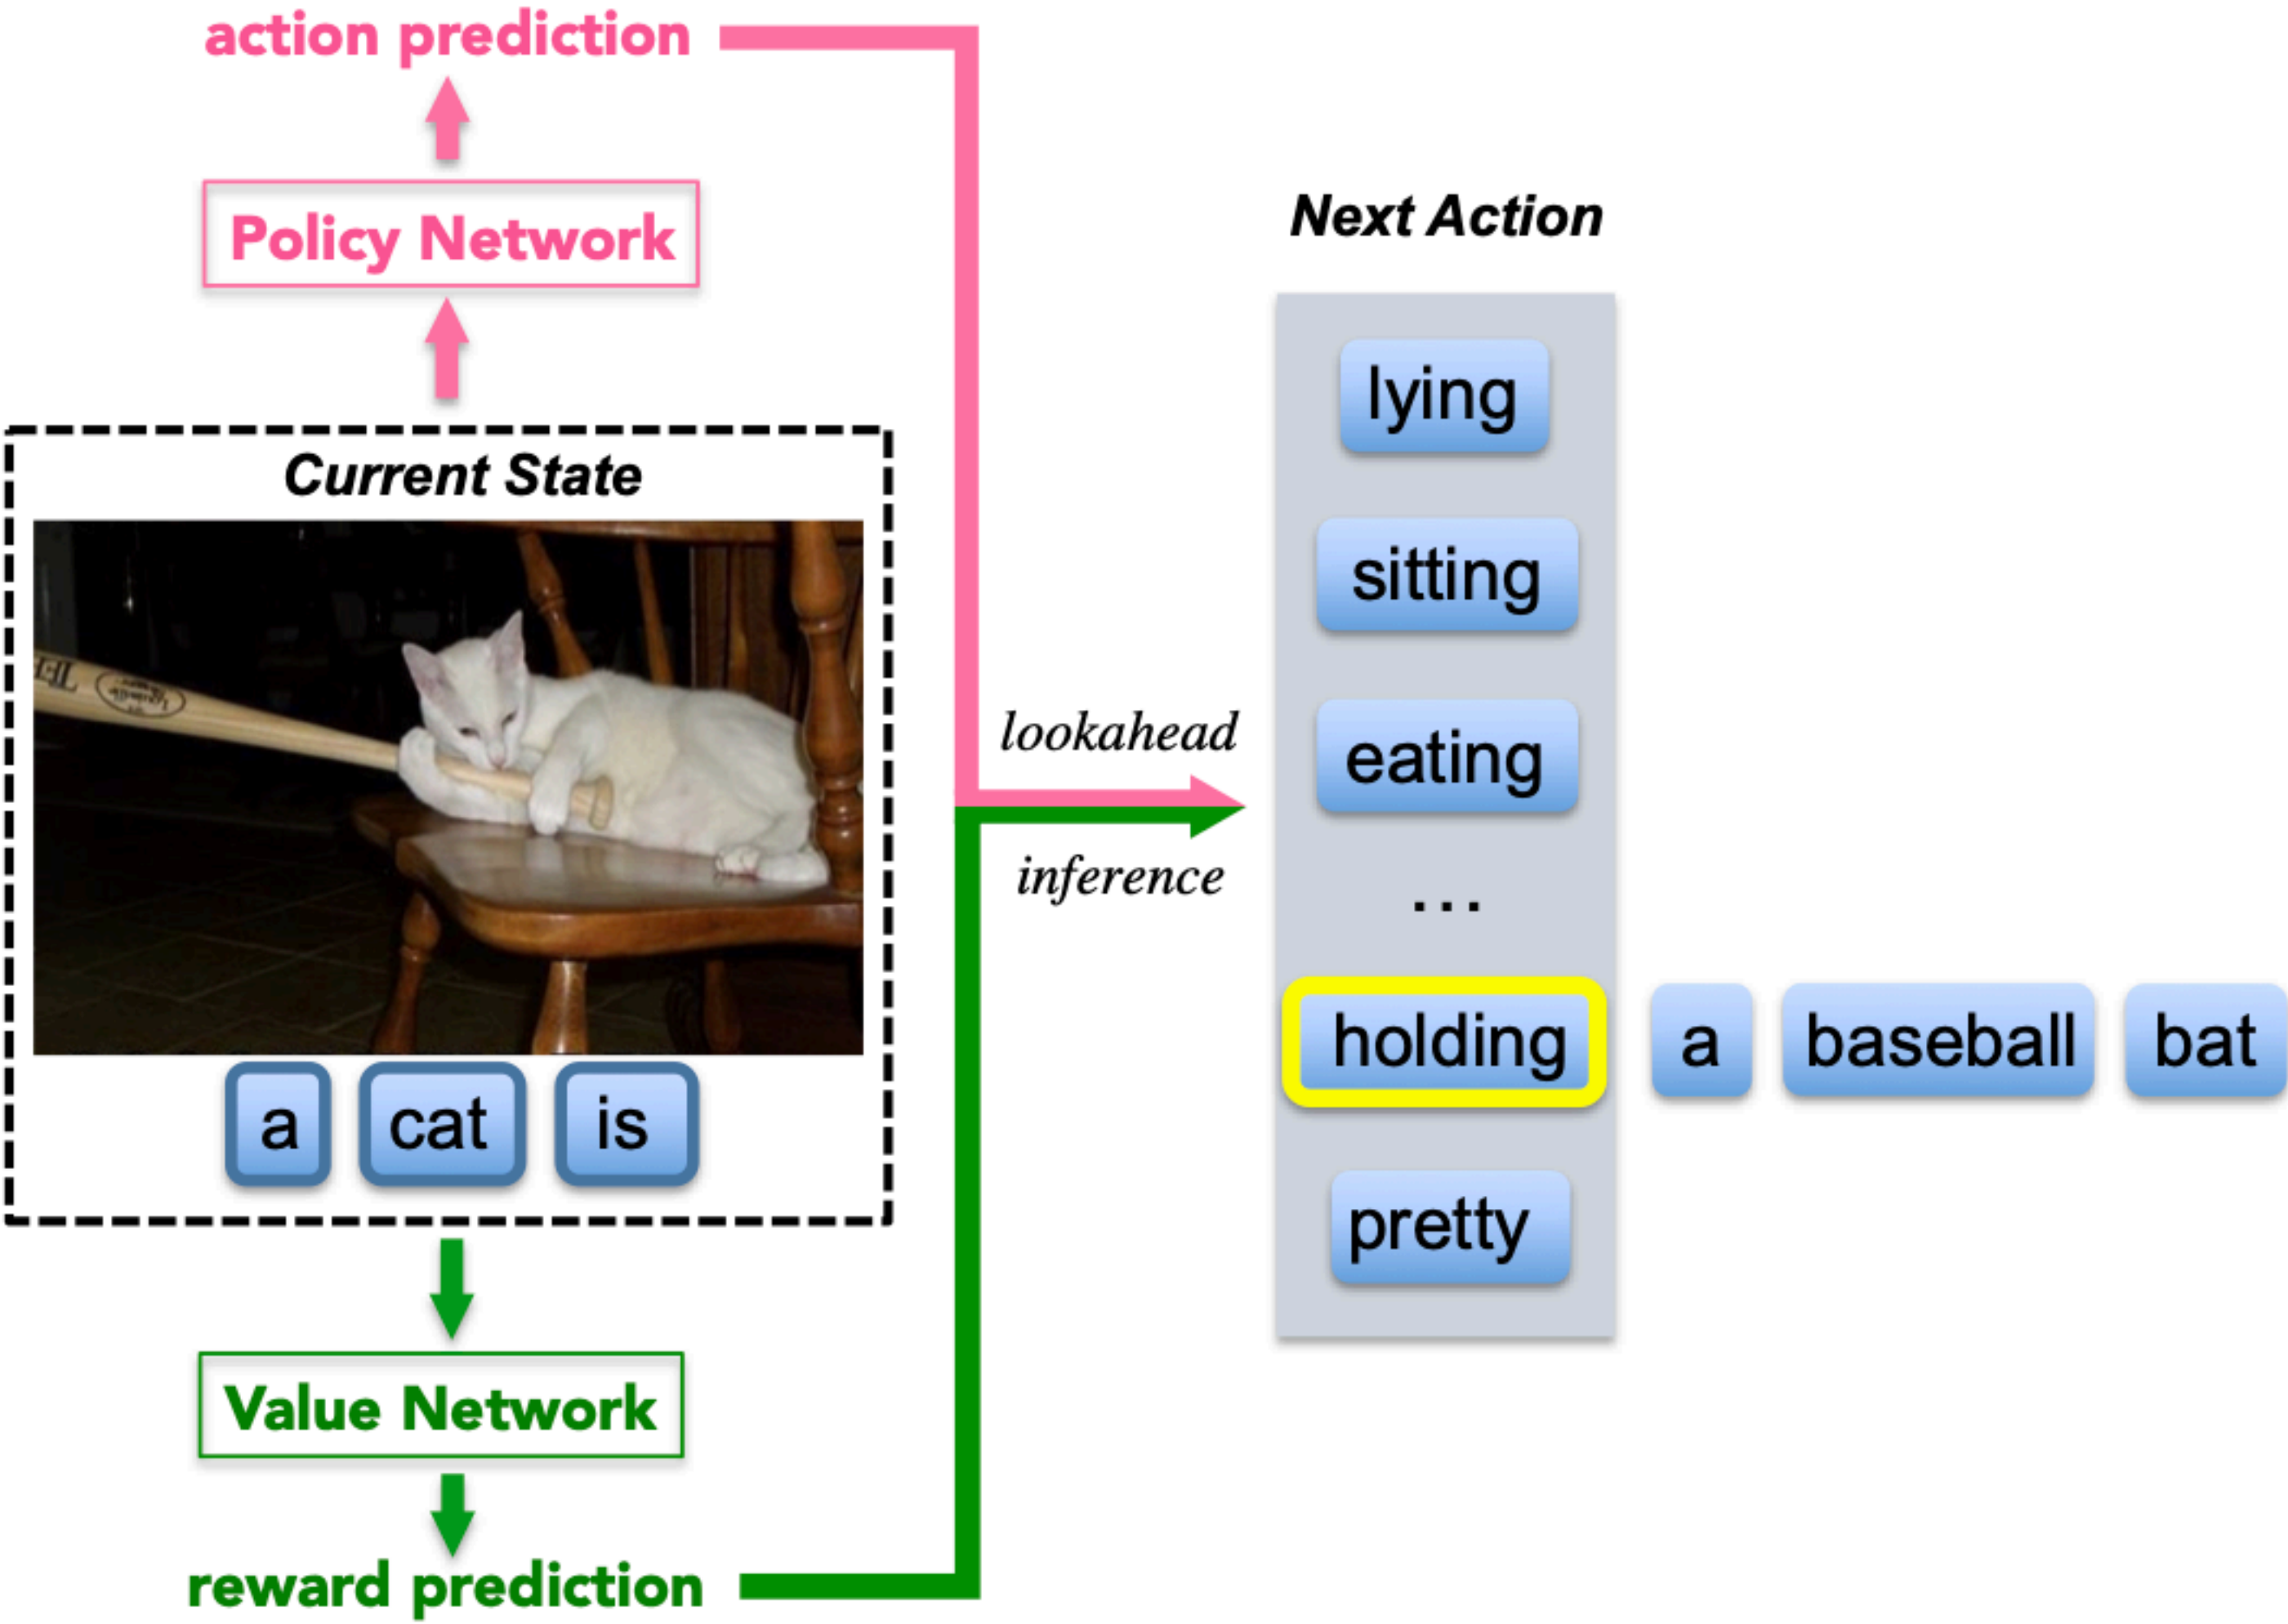 action prediction
Policy Network
Current State
a cat is
Value Network
reward prediction
lookahead
inference
Next Action
lying
sitting
eating
...
holding a baseball bat
pretty